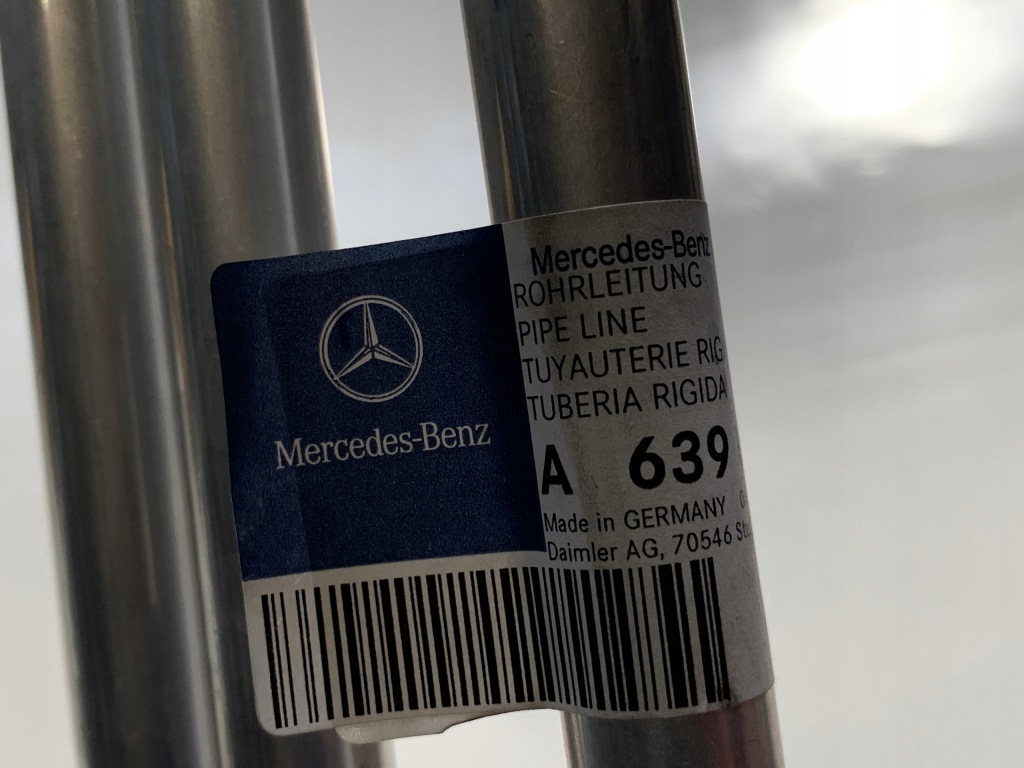 Mercedes-Benz
Mercedes-Benz
ROHRLEITUNG
PIPE LINE
TUYAUTERIE RIG
TUBERIA RIGIDA
A 639
Made in GERMANY
Daimler AG, 70546